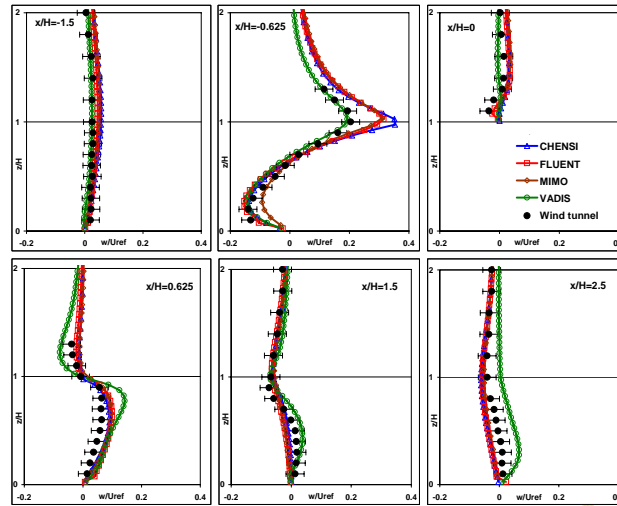 2
x/H=-1.5
z/H
1
0
-0.2 0 0.2 0.4
w/Uref
2
x/H=-0.625
z/H
1
0
-0.2 0 0.2 0.4
w/Uref
2
x/H=0
z/H
1
CHENSI
FLUENT
MIMO
VADIS
Wind tunnel
0
-0.2 0 0.2 0.4
w/Uref
2
x/H=0.625
z/H
1
0
-0.2 0 0.2 0.4
w/Uref
2
x/H=1.5
z/H
1
0
-0.2 0 0.2 0.4
w/Uref
2
x/H=2.5
z/H
1
0
-0.2 0 0.2 0.4
w/Uref